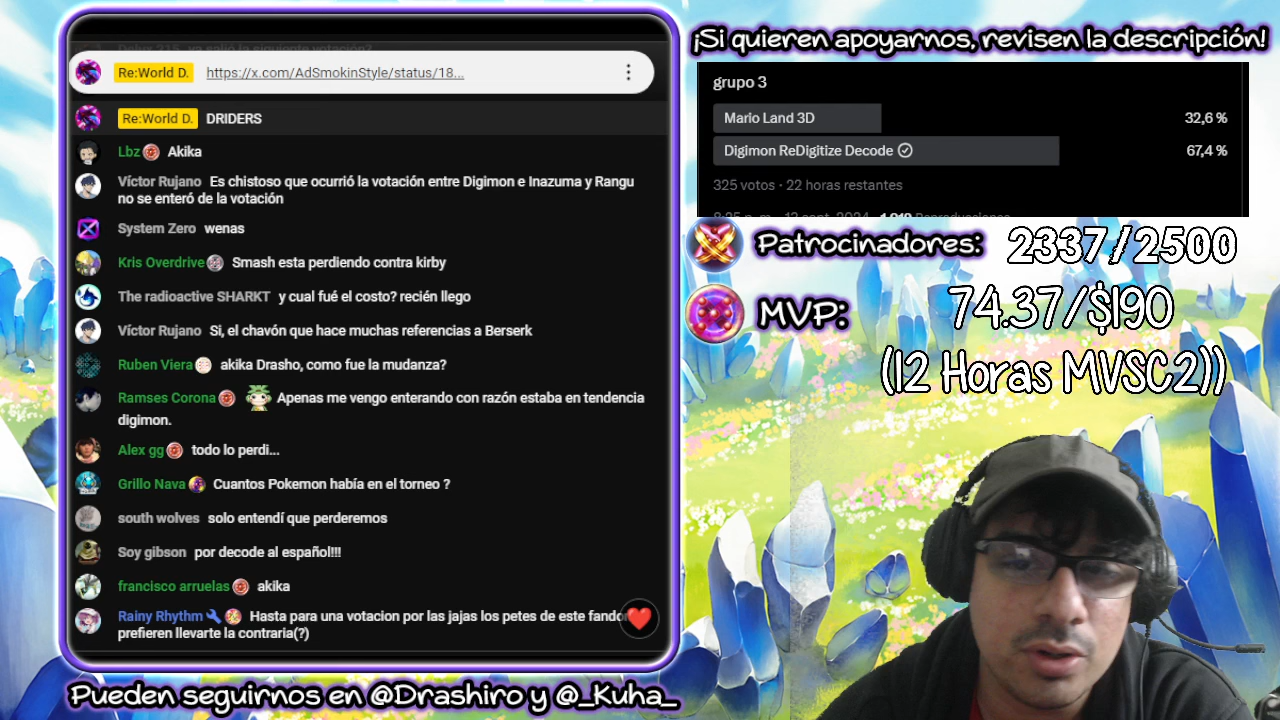 ¡Si quieren apoyarnos, revisen la descripción!
Re:World D. https://x.com/AdSmokinStyle/status/18...
Re:World D. DRIDERS
Lbz Akika
Víctor Rujano Es chistoso que ocurrió la votación entre Digimon e Inazuma y Rangu
no se enteró de la votación
System Zero wenas
Kris Overdrive Smash esta perdiendo contra kirby
The radioactive SHARKT y cual fué el costo? recién llego
Víctor Rujano Si, el chavón que hace muchas referencias a Berserk
Ruben Viera akika Drasho, como fue la mudanza?
Ramses Corona Apenas me vengo enterando con razón estaba en tendencia
digimon.
Alex gg todo lo perdi...
Grillo Nava Cuantos Pokemon había en el torneo ?
south wolves solo entendí que perderemos
Soy gibson por decode al español!!!
francisco arruelas akika
Rainy Rhythm Hasta para una votacion por las jajas los petes de este fando
prefieren llevarte la contraria(?)
grupo 3
Mario Land 3D 32,6 %
Digimon ReDigitize Decode 67,4 %
325 votos · 22 horas restantes
Patrocinadores: 2337/2500
MVP: 74.37/$190
(12 Horas MVSC2))
Pueden seguirnos en @Drashiro y @_Kuha_